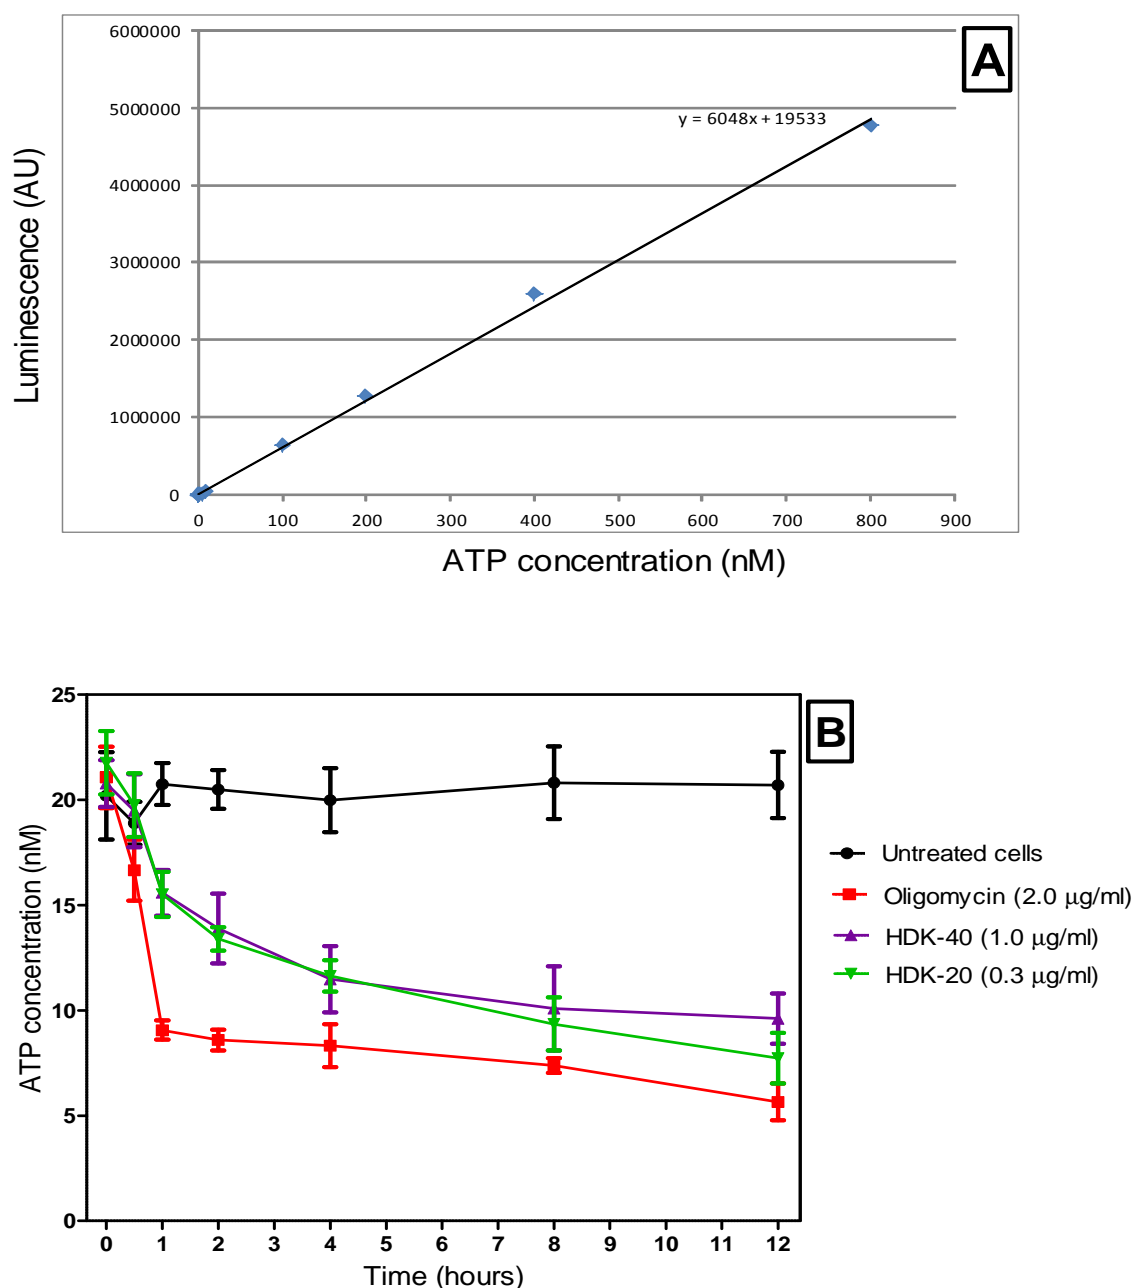 A
6000000
5000000
4000000
3000000
2000000
1000000
0
Luminescence (AU)
y = 6048x + 19533
0 100 200 300 400 500 600 700 800 900
ATP concentration (nM)
B
25
20
15
10
5
0
ATP concentration (nM)
0 1 2 3 4 5 6 7 8 9 10 11 12
Time (hours)
Untreated cells
Oligomycin (2.0 μg/ml)
HDK-40 (1.0 μg/ml)
HDK-20 (0.3 μg/ml)